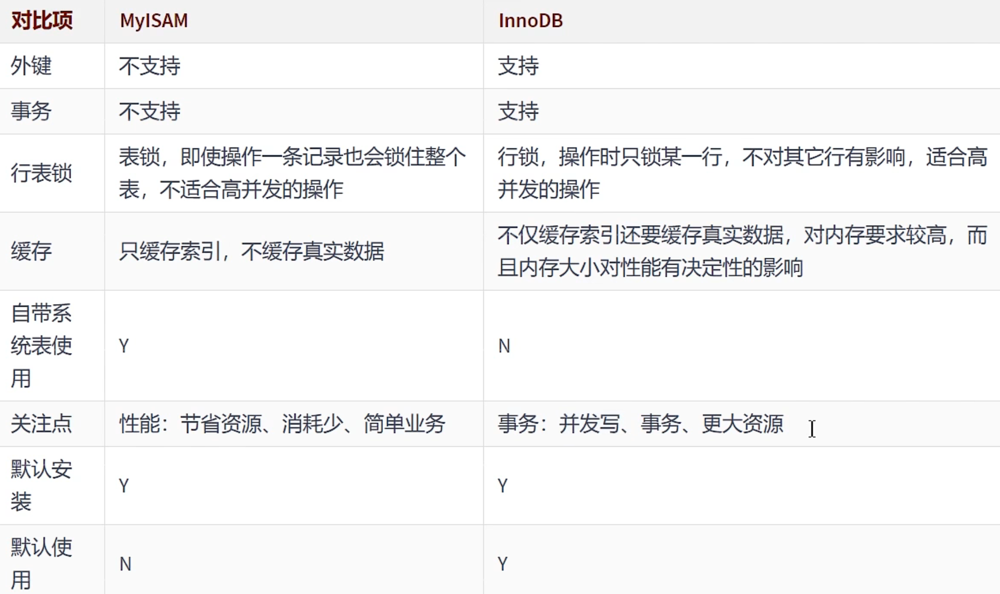 对比项 MyISAM InnoDB
外键 不支持 支持
事务 不支持 支持
行表锁 表锁，即使操作一条记录也会锁住整个
表，不适合高并发的操作
行锁，操作时只锁某一行，不对其它行有影响，适合高
并发的操作
缓存 只缓存索引，不缓存真实数据
不仅缓存索引还要缓存真实数据，对内存要求较高，而
且内存大小对性能有决定性的影响
自带系
统表使
用
Y N
关注点 性能：节省资源、消耗少、简单业务 事务：并发写、事务、更大资源
默认安
装
Y Y
默认使
用
N Y